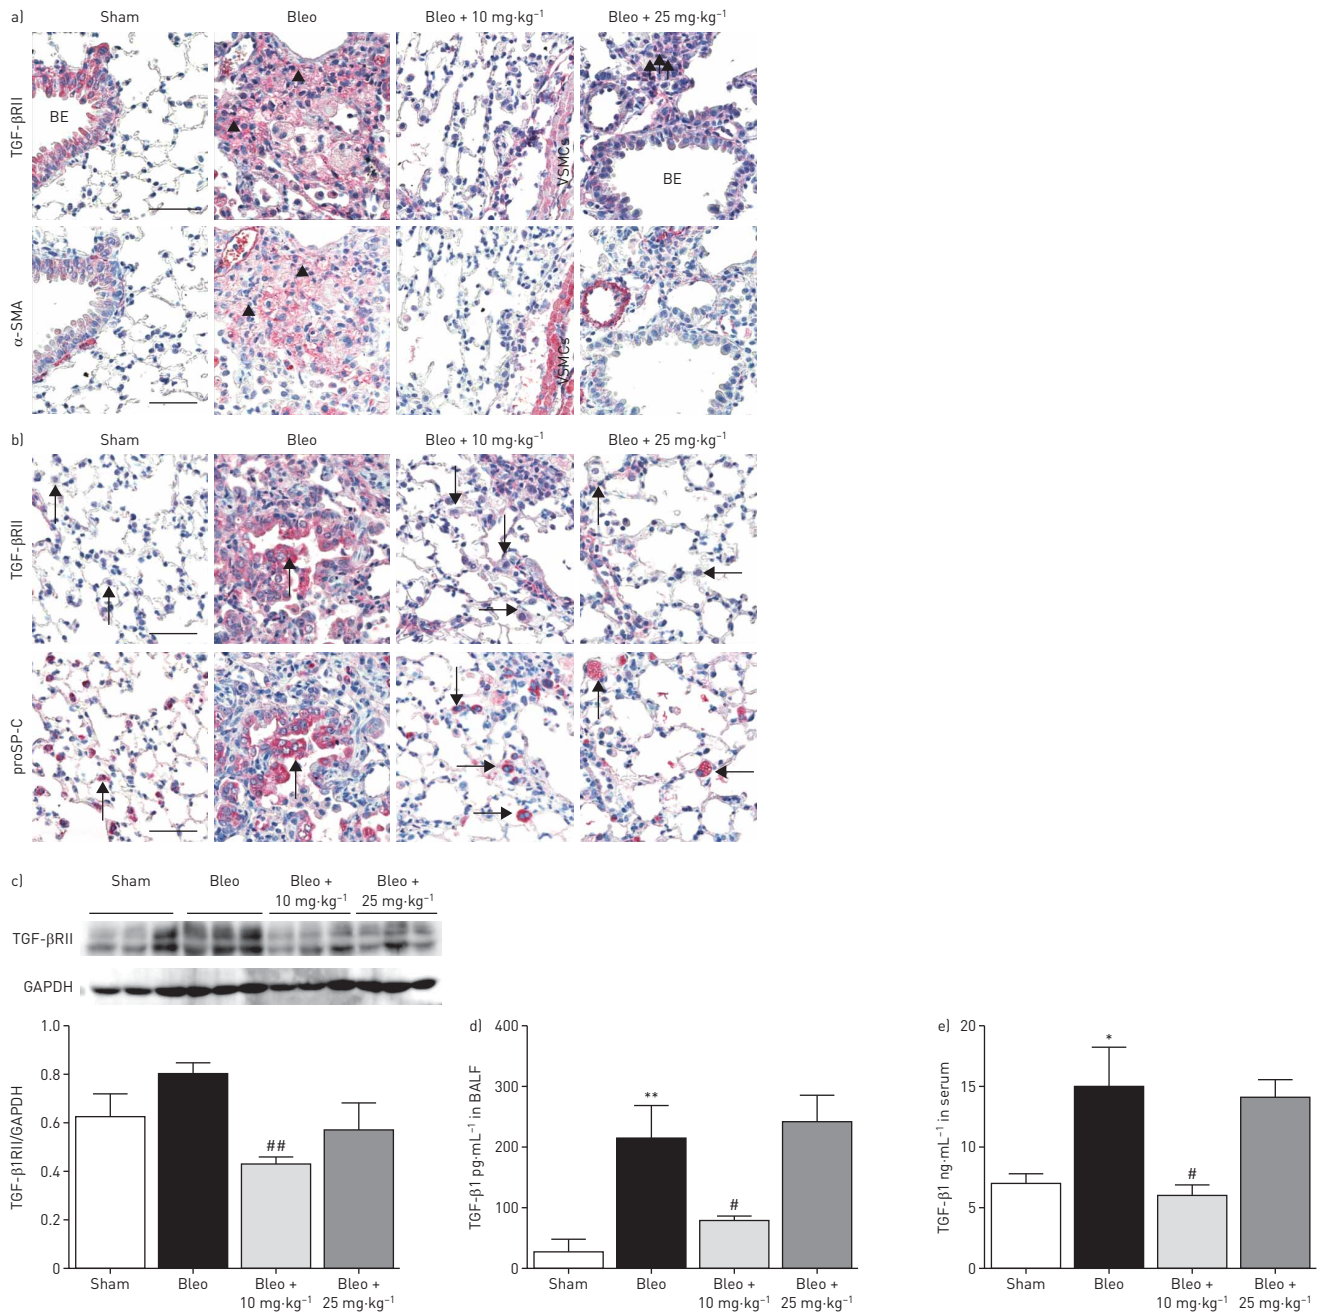 a)
Sham
Bleo
Bleo + 10 mg·kg⁻¹
Bleo + 25 mg·kg⁻¹
TGF-βRII
BE
VSMCs
BE
α-SMA
VSMCs
b)
Sham
Bleo
Bleo + 10 mg·kg⁻¹
Bleo + 25 mg·kg⁻¹
TGF-βRII
proSP-C
c)
Sham
Bleo
Bleo +
10 mg·kg⁻¹
Bleo +
25 mg·kg⁻¹
TGF-βRII
GAPDH
TGF-β1RII/GAPDH
1.0
0.8
0.6
0.4
0.2
0
##
Sham
Bleo
Bleo +
10 mg·kg⁻¹
Bleo +
25 mg·kg⁻¹
d)
TGF-β1 pg·mL⁻¹ in BALF
400
300
200
100
0
**
#
Sham
Bleo
Bleo +
10 mg·kg⁻¹
Bleo +
25 mg·kg⁻¹
e)
TGF-β1 ng·mL⁻¹ in serum
20
15
10
5
0
*
#
Sham
Bleo
Bleo +
10 mg·kg⁻¹
Bleo +
25 mg·kg⁻¹